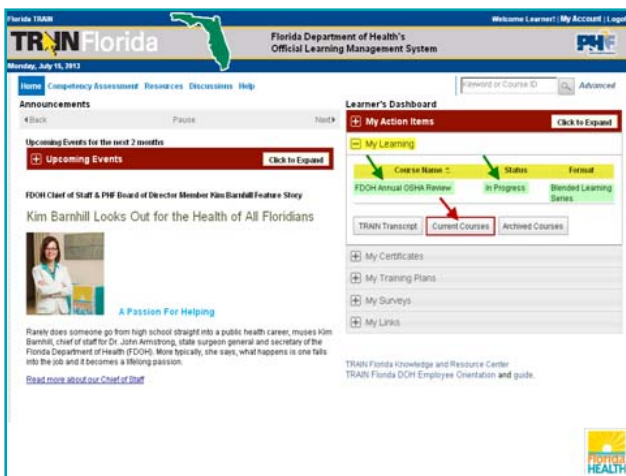 Florida TRAIN
Welcome Learner! | My Account | Logo
TRAIN Florida
Florida Department of Health's
Official Learning Management System
PHF
Monday, July 15, 2013
Home Competency Assessment Resources Discussions Help
Keyword or Course ID
Advanced
Announcements
Back Pause Next
Upcoming Events for the next 2 months
Upcoming Events Click to Expand
FDOH Chief of Staff & PHF Board of Director Member Kim Barnhill Feature Story
Kim Barnhill Looks Out for the Health of All Floridians
A Passion For Helping
Rarely does someone go from high school straight into a public health career, muses Kim
Barnhill, chief of staff for Dr. John Armstrong, state surgeon general and secretary of the
Florida Department of Health (FDOH). More typically, she says, what happens is one falls
into the job and it becomes a lifelong passion.
Read more about our Chief of Staff
Learner's Dashboard
My Action Items Click to Expand
My Learning
Course Name Status Format
FDOH Annual OSHA Review In Progress Blended Learning
Series
TRAIN Transcript Current Courses Archived Courses
My Certificates
My Training Plans
My Surveys
My Links
TRAIN Florida Knowledge and Resource Center
TRAIN Florida DOH Employee Orientation and guide.
Florida
HEALTH